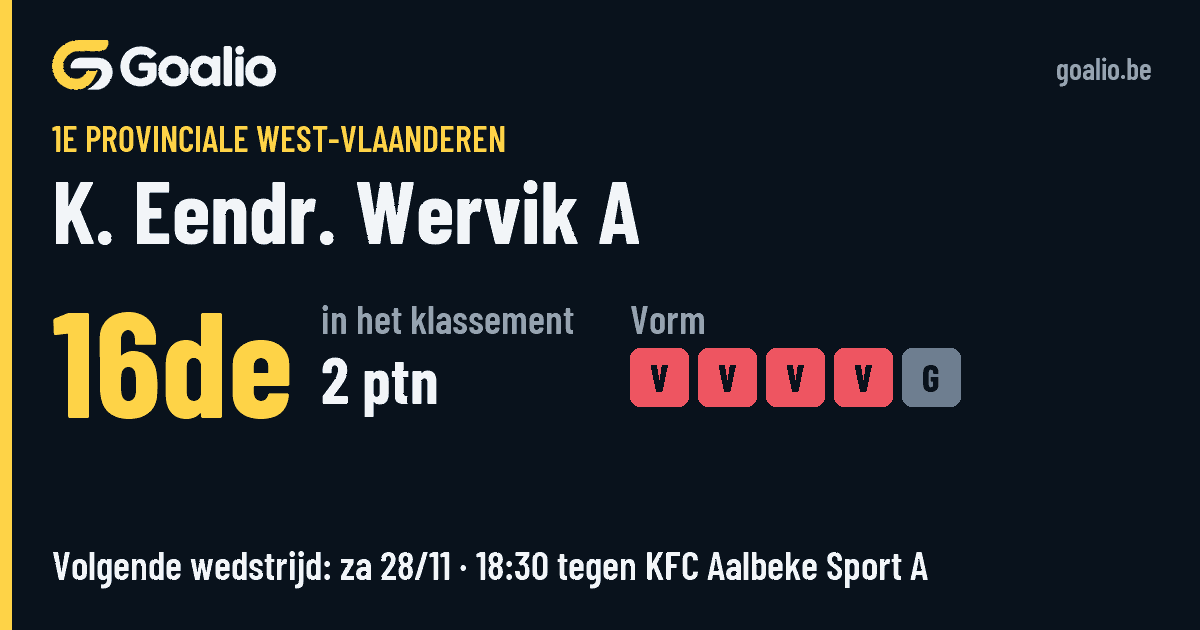 Goalio
goalio.be
1E PROVINCIALE WEST-VLAANDEREN
K. Eendr. Wervik A
16de
in het klassement
2 ptn
Vorm
V V V V G
Volgende wedstrijd: za 28/11 · 18:30 tegen KFC Aalbeke Sport A